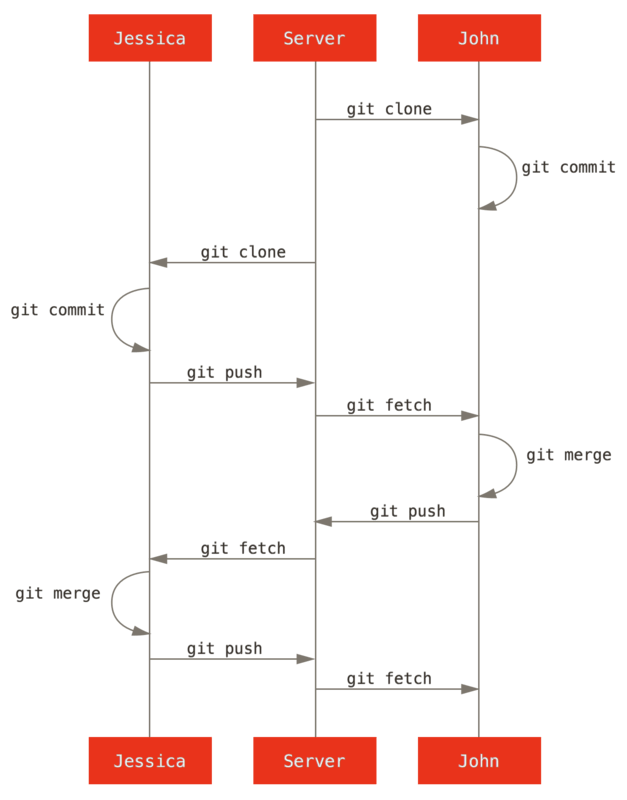 Jessica
Server
John
git clone
git commit
git clone
git commit
git push
git fetch
git merge
git push
git fetch
git merge
git push
git fetch
Jessica
Server
John